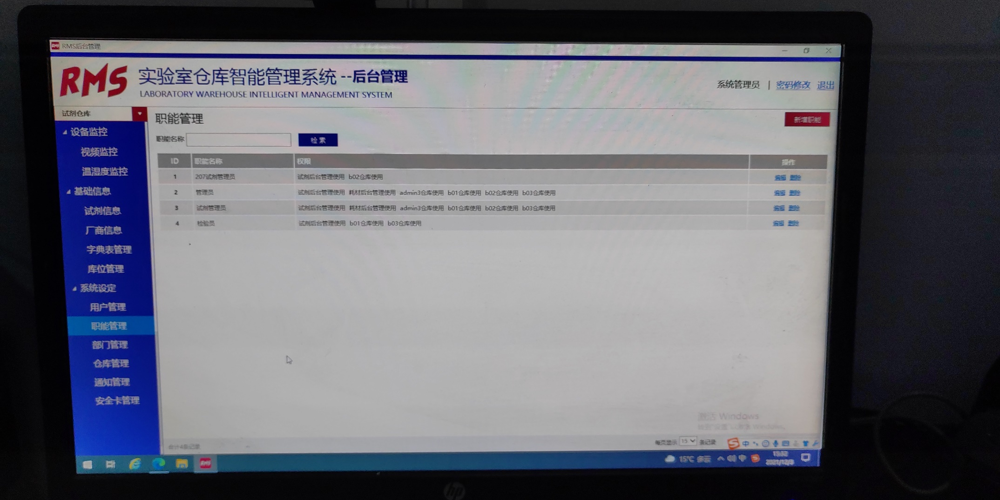 RMS后台管理
RMS 实验室仓库智能管理系统 --后台管理
LABORATORY WAREHOUSE INTELLIGENT MANAGEMENT SYSTEM
系统管理员 | 密码修改 退出
试剂仓库
设备监控
视频监控
温湿度监控
基础信息
试剂信息
厂商信息
字典表管理
库位管理
系统设定
用户管理
职能管理
部门管理
仓库管理
通知管理
安全卡管理
职能管理
新增职能
职能名称 检索
ID 职能名称 权限 操作
1 207试剂管理员 试剂后台管理使用 b02仓库使用 编辑 删除
2 管理员 试剂后台管理使用 耗材后台管理使用 admin3仓库使用 b01仓库使用 b02仓库使用 b03仓库使用 编辑 删除
3 试剂管理员 试剂后台管理使用 耗材后台管理使用 admin3仓库使用 b01仓库使用 b02仓库使用 b03仓库使用 编辑 删除
4 检验员 试剂后台管理使用 b01仓库使用 b03仓库使用 编辑 删除
激活 Windows
转到"设置"以激活 Windows。
合计4条记录
每页显示 15 条记录
中
15°C 多云 中
15:32
hp